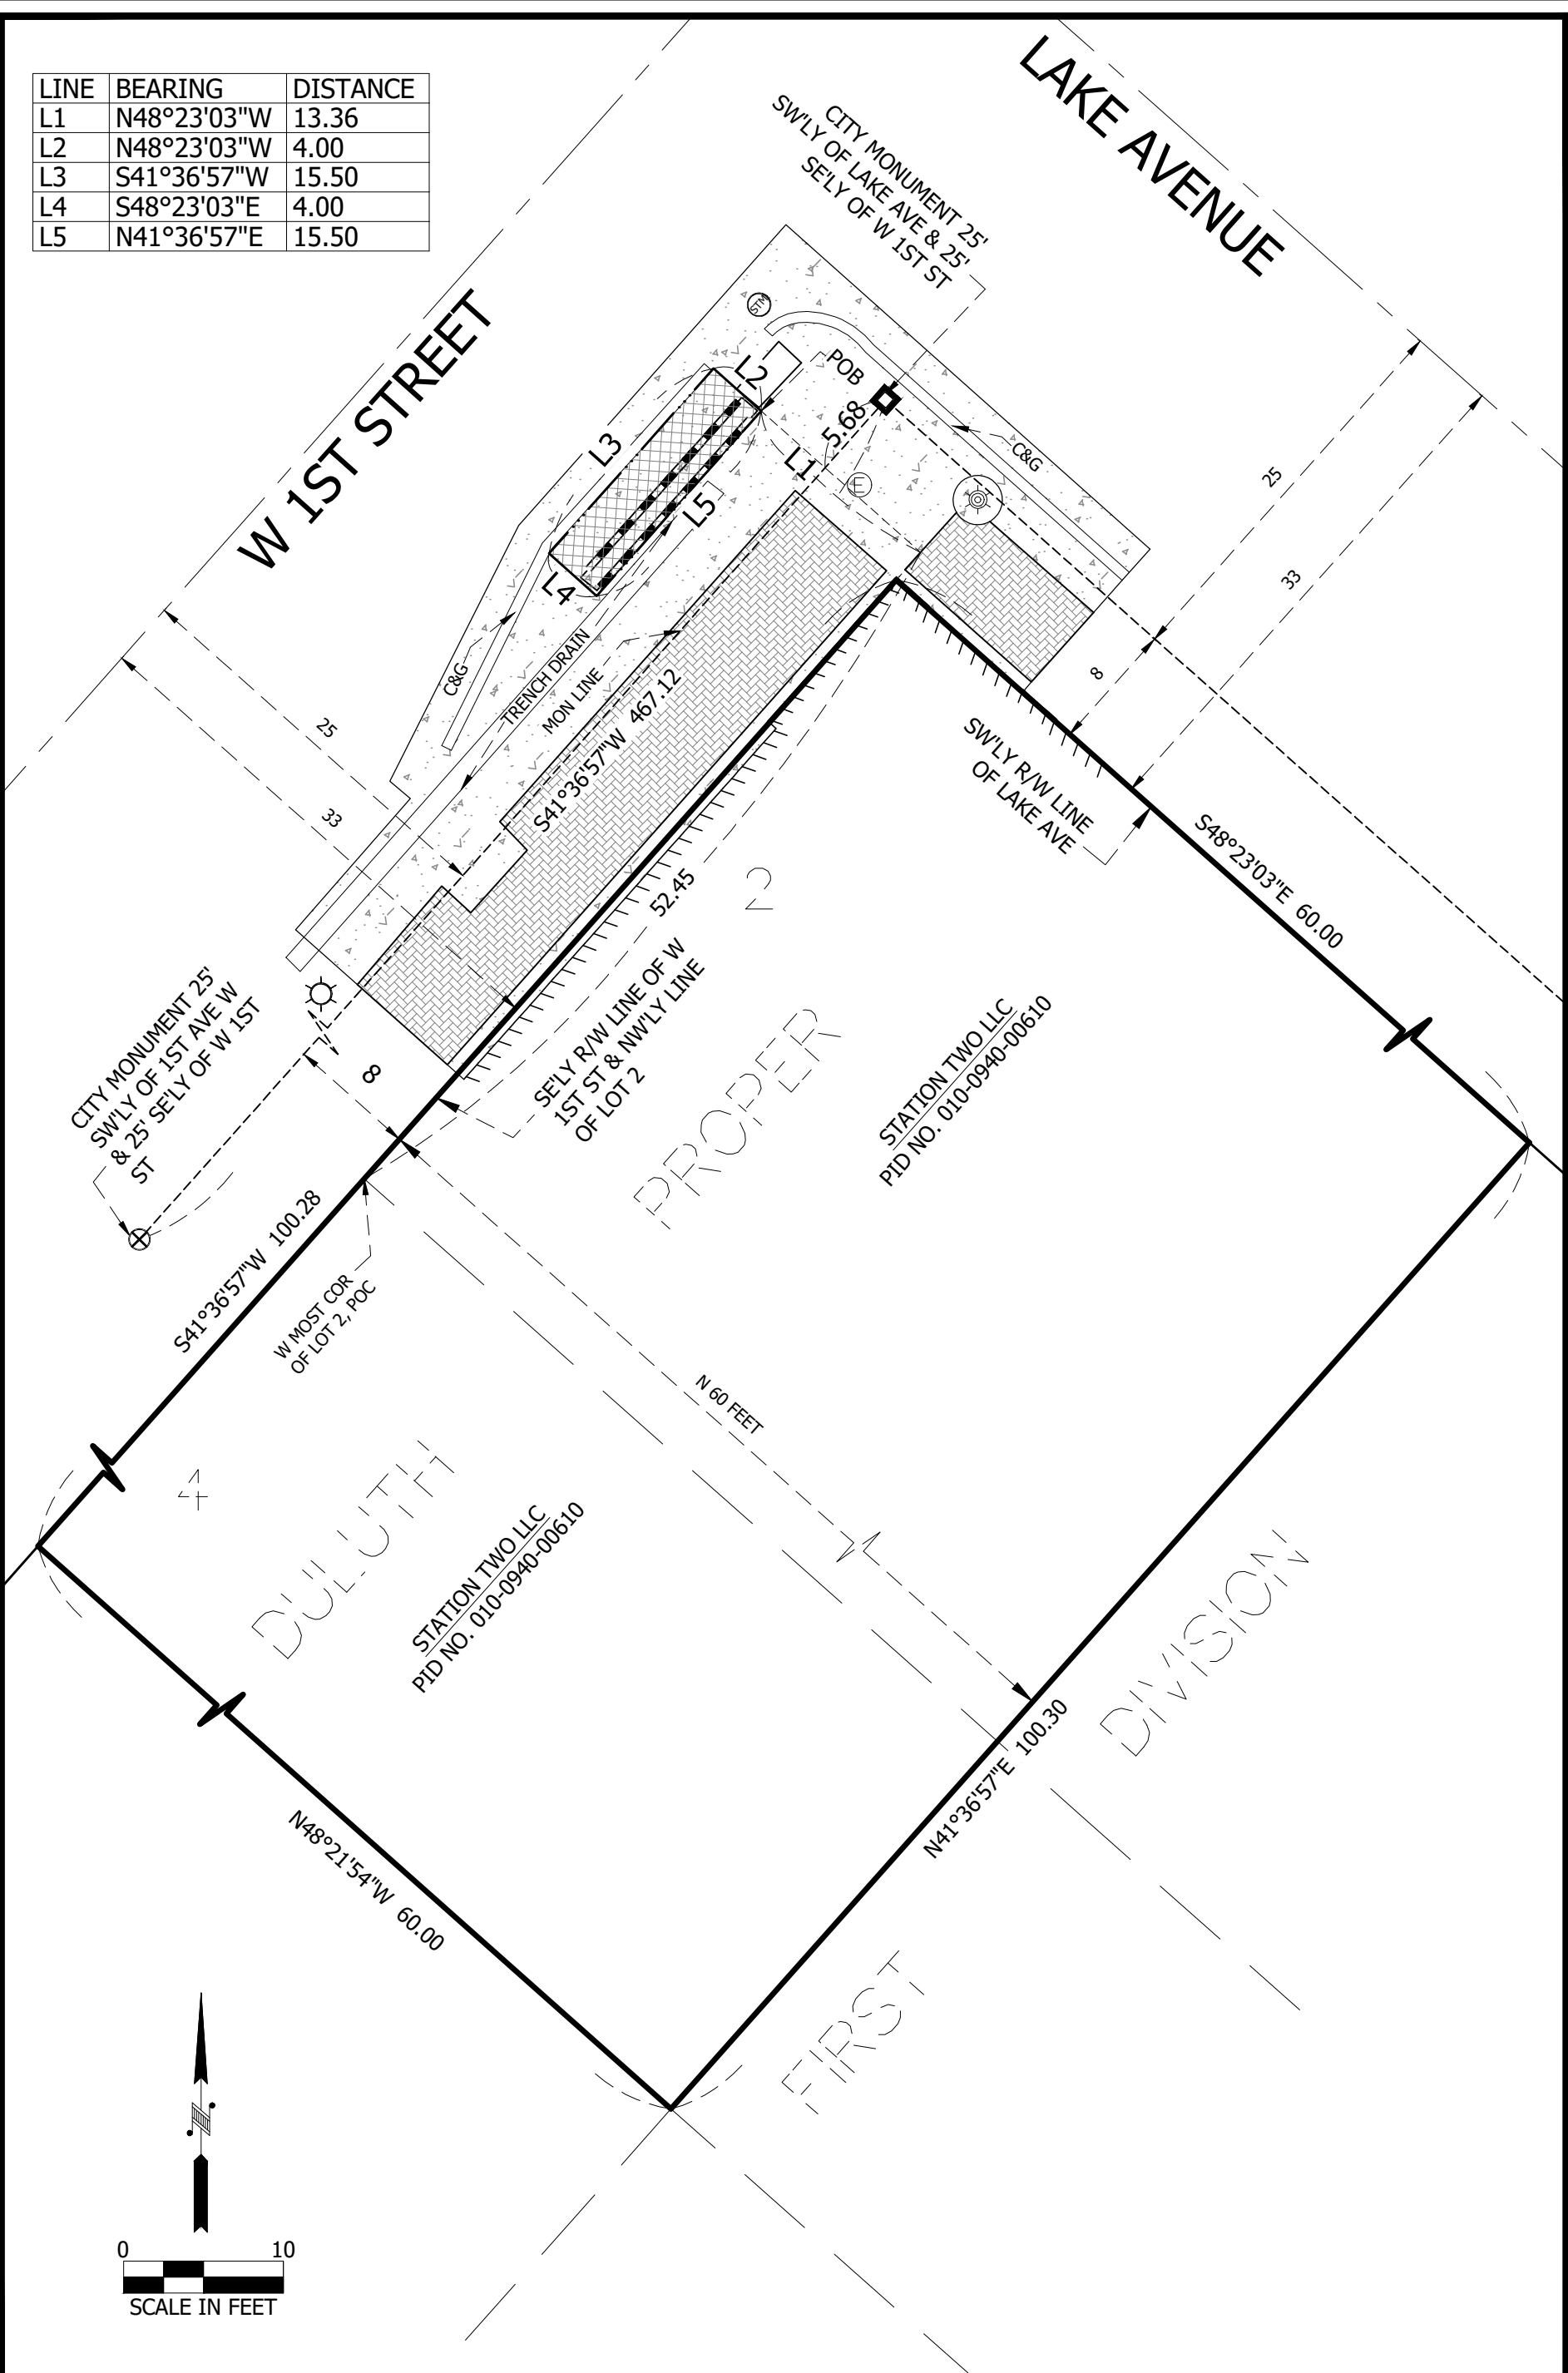 LINE BEARING DISTANCE
L1 N48°23'03"W 13.36
L2 N48°23'03"W 4.00
L3 S41°36'57"W 15.50
L4 S48°23'03"E 4.00
L5 N41°36'57"E 15.50
LAKE AVENUE
W 1ST STREET
CITY MONUMENT 25'
SW'LY OF LAKE AVE & 25'
SE'LY OF W 1ST ST
STM
POB
L2
5.68
L1
L3
L5
L4
E
C&G
25
33
8
C&G
TRENCH DRAIN
MON LINE
S41°36'57"W 467.12
25
33
SW'LY R/W LINE
OF LAKE AVE
S48°23'03"E 60.00
52.45
2
SE'LY R/W LINE OF W
1ST ST & NW'LY LINE
OF LOT 2
CITY MONUMENT 25'
SW'LY OF 1ST AVE W
& 25' SE'LY OF W 1ST
ST
8
STATION TWO LLC
PID NO. 010-0940-00610
PROPER
S41°36'57"W 100.28
W MOST COR
OF LOT 2, POC
N 60 FEET
4
DULUTH
STATION TWO LLC
PID NO. 010-0940-00610
DIVISION
N41°36'57"E 100.30
N48°21'54"W 60.00
FIRST
N
0 10
SCALE IN FEET